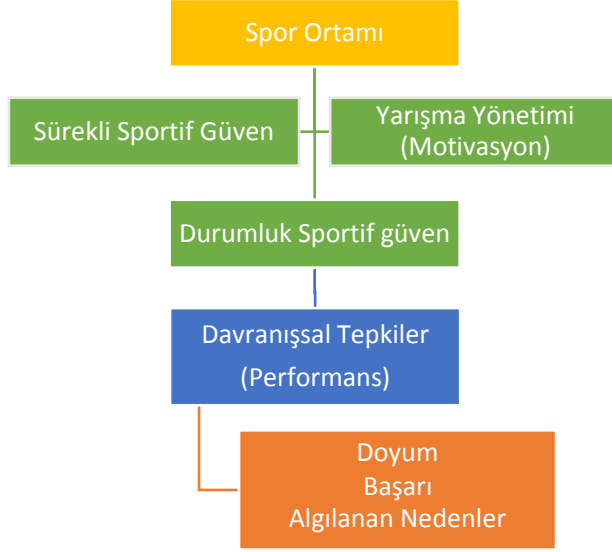 Spor Ortamı
Sürekli Sportif Güven
Yarışma Yönetimi
(Motivasyon)
Durumluk Sportif güven
Davranışsal Tepkiler
(Performans)
Doyum
Başarı
Algılanan Nedenler